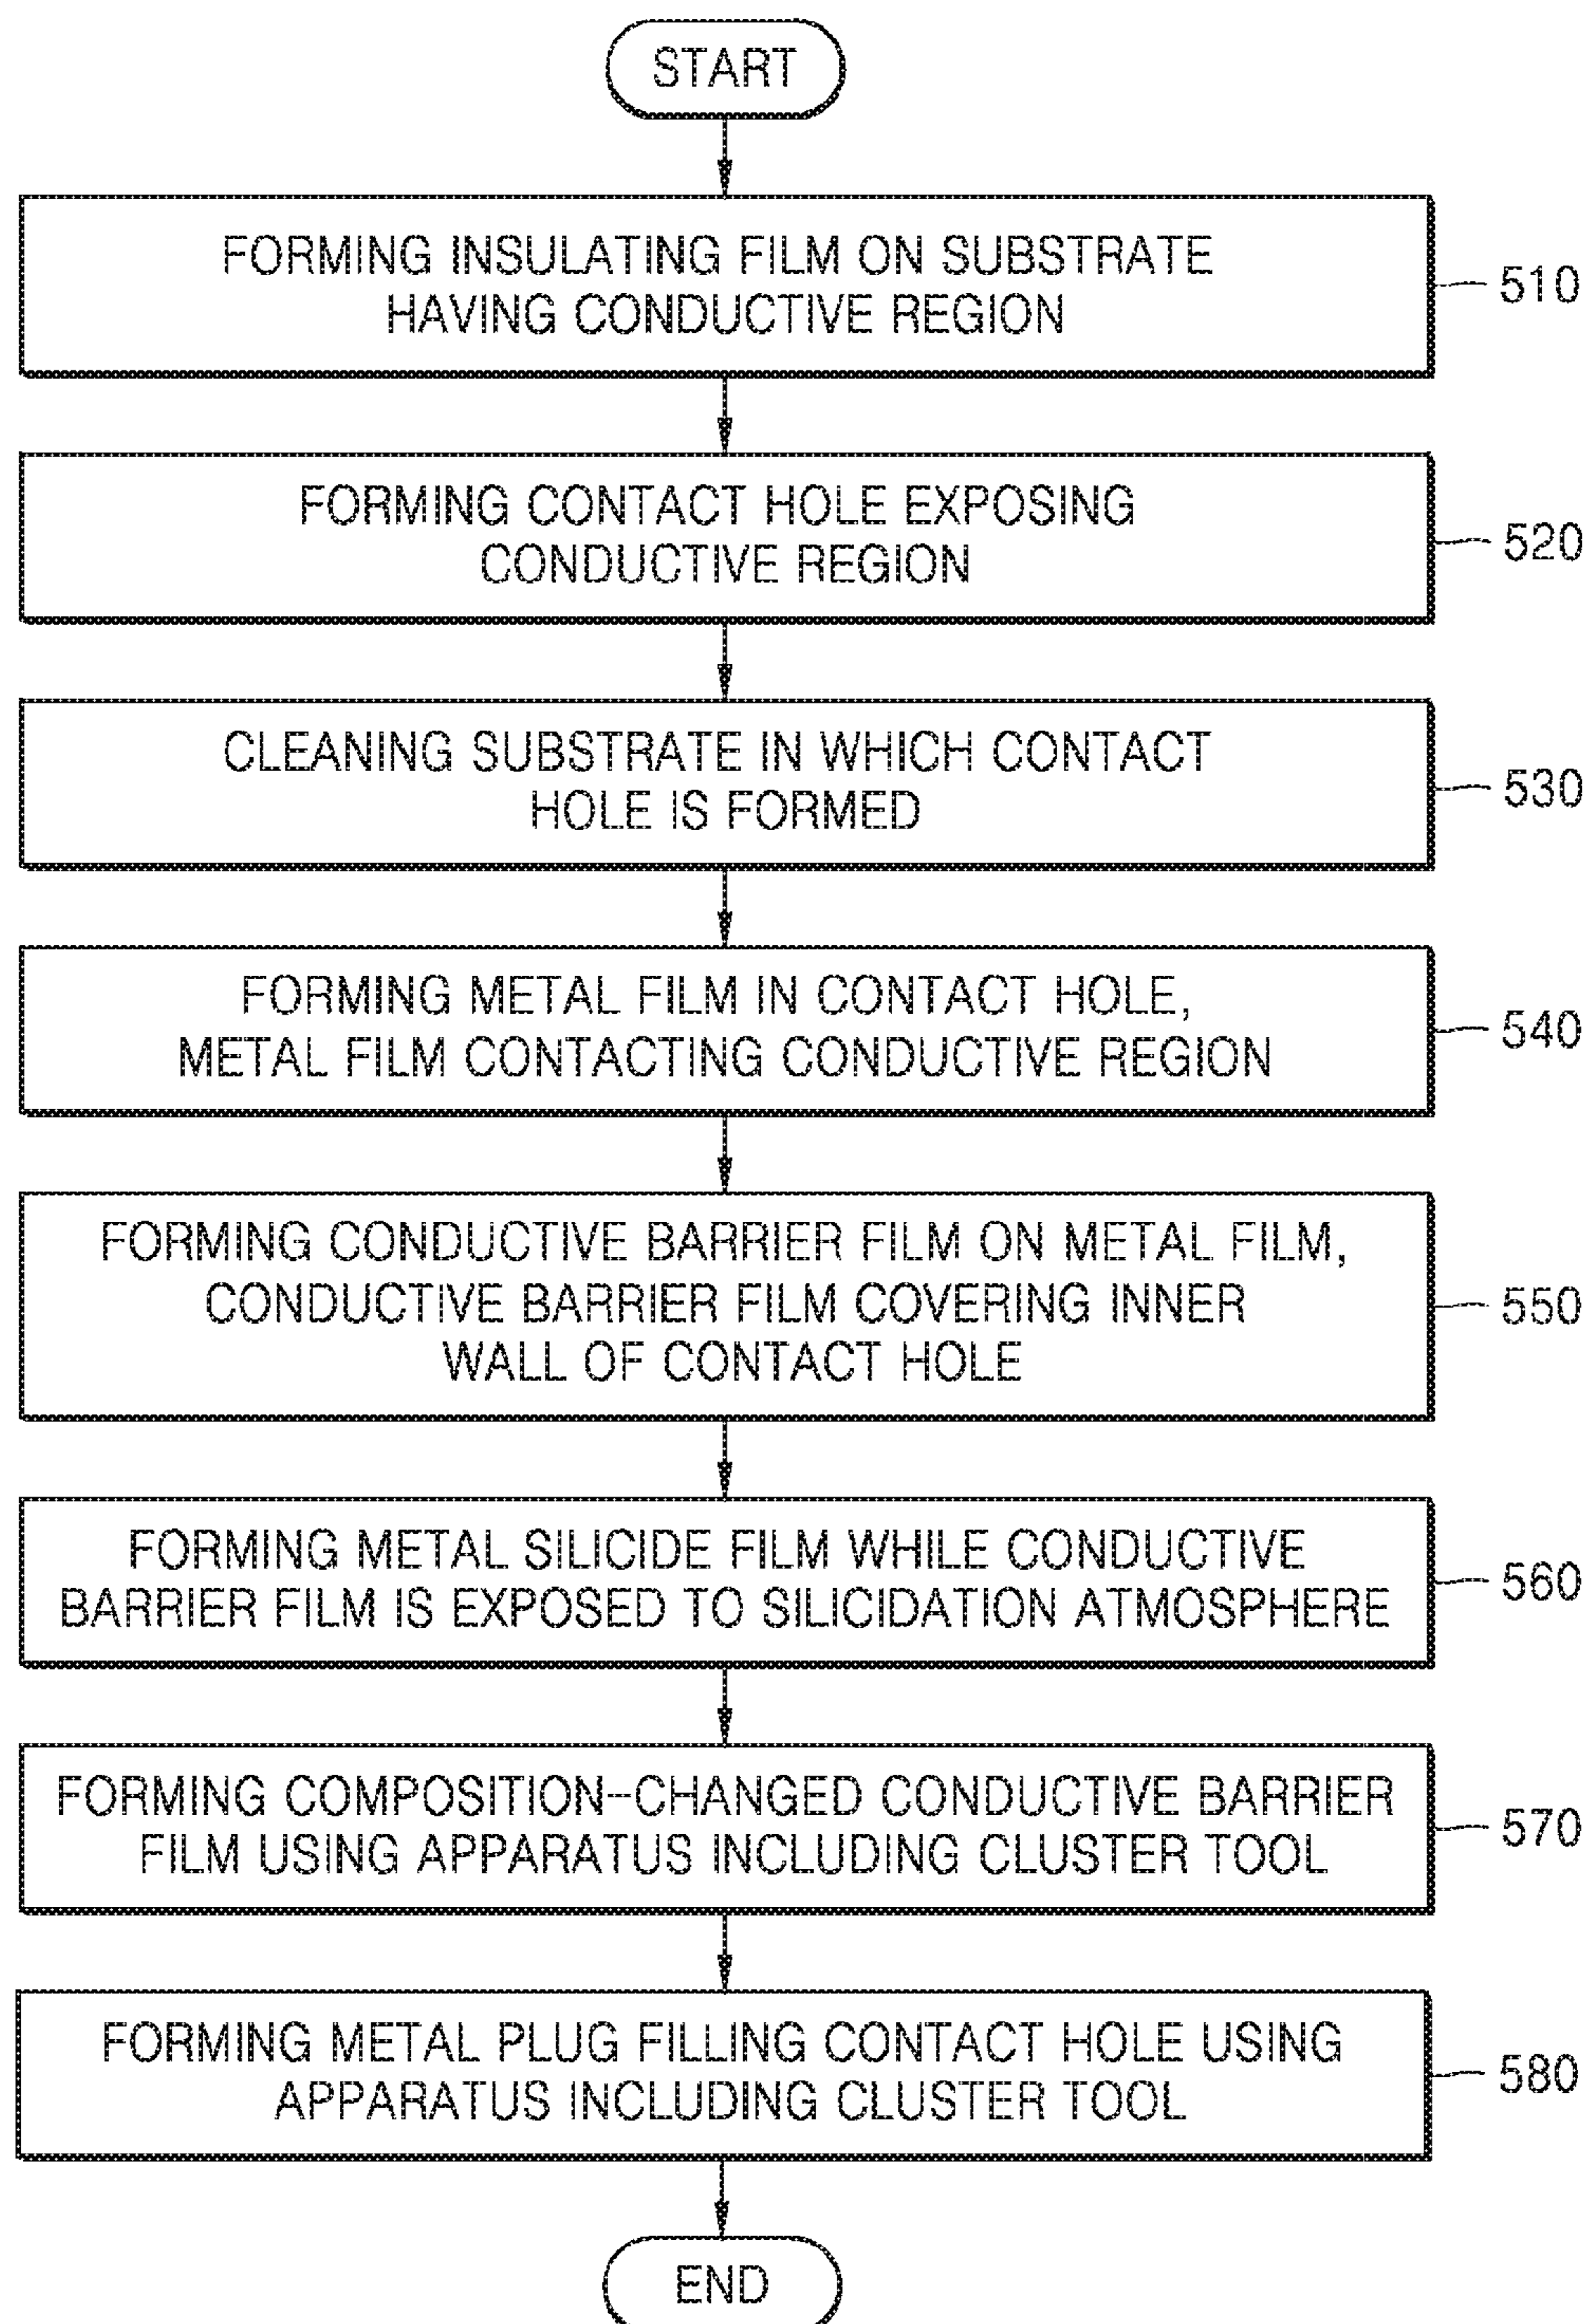 START
FORMING INSULATING FILM ON SUBSTRATE
HAVING CONDUCTIVE REGION
510
FORMING CONTACT HOLE EXPOSING
CONDUCTIVE REGION
520
CLEANING SUBSTRATE IN WHICH CONTACT
HOLE IS FORMED
530
FORMING METAL FILM IN CONTACT HOLE,
METAL FILM CONTACTING CONDUCTIVE REGION
540
FORMING CONDUCTIVE BARRIER FILM ON METAL FILM,
CONDUCTIVE BARRIER FILM COVERING INNER
WALL OF CONTACT HOLE
550
FORMING METAL SILICIDE FILM WHILE CONDUCTIVE
BARRIER FILM IS EXPOSED TO SILICIDATION ATMOSPHERE
560
FORMING COMPOSITION-CHANGED CONDUCTIVE BARRIER
FILM USING APPARATUS INCLUDING CLUSTER TOOL
570
FORMING METAL PLUG FILLING CONTACT HOLE USING
APPARATUS INCLUDING CLUSTER TOOL
580
END